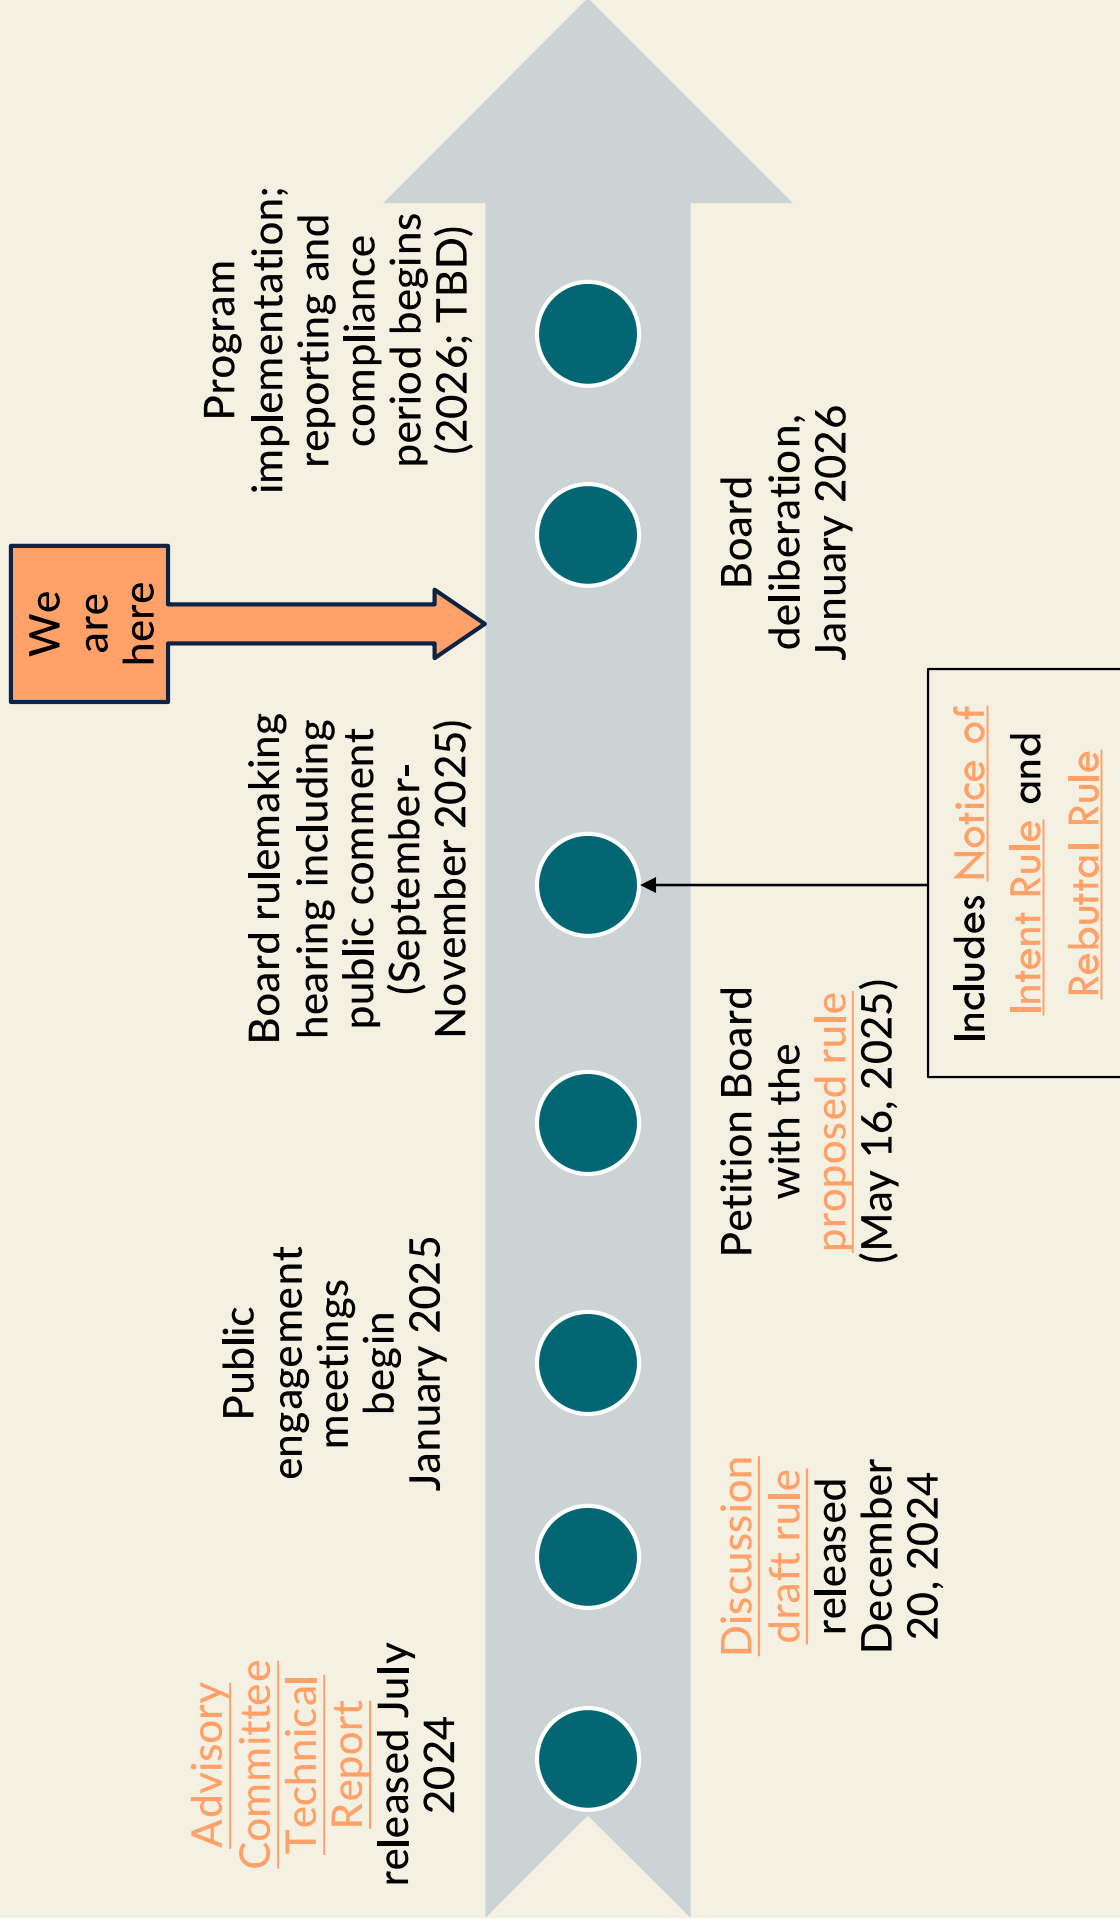 Advisory
Committee
Technical
Report
released July
2024
Discussion
draft rule
released
December
20, 2024
Public
engagement
meetings
begin
January 2025
Petition Board
with the
proposed rule
(May 16, 2025)
Board rulemaking
hearing including
public comment
(September-
November 2025)
Includes Notice of
Intent Rule and
Rebuttal Rule
We
are
here
Board
deliberation,
January 2026
Program
implementation;
reporting and
compliance
period begins
(2026; TBD)